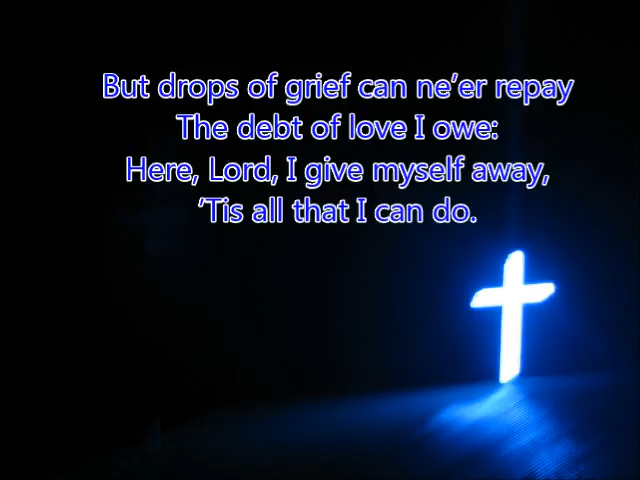 But drops of grief can ne’er repay
The debt of love I owe:
Here, Lord, I give myself away,
’Tis all that I can do.